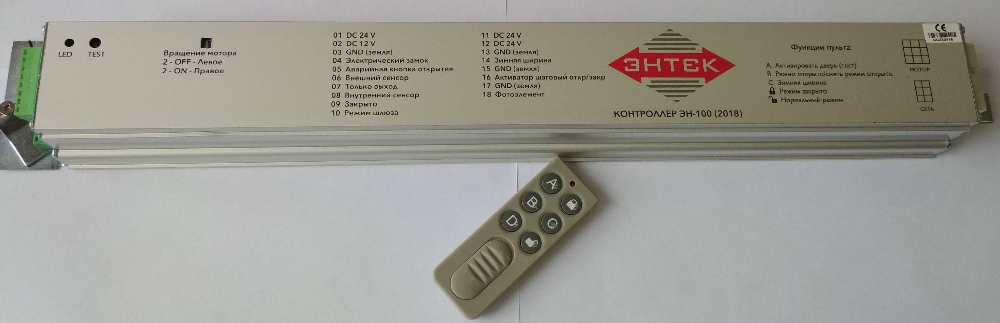 LED
TEST
Вращение мотора
2 - OFF - Левое
2 - ON - Правое
01 DC 24 V
02 DC 12 V
03 GND (земля)
04 Электрический замок
05 Аварийная кнопка открытия
06 Внешний сенсор
07 Только выход
08 Внутренний сенсор
09 Закрыто
10 Режим шлюза
11 DC 24 V
12 DC 24 V
13 GND (земля)
14 Зимняя ширина
15 GND (земля)
16 Активатор шаговый откр/закр
17 GND (земля)
18 Фотоэлемент
ЭНТЕК
КОНТРОЛЛЕР ЭН-100 (2018)
Функции пульта:
A Активировать дверь (тест)
B Режим открыто/снять режим открыто
C Зимняя ширина
Режим закрыто
Нормальный режим
CE
GG239116
МОТОР
СЕТЬ
A
B
D
C